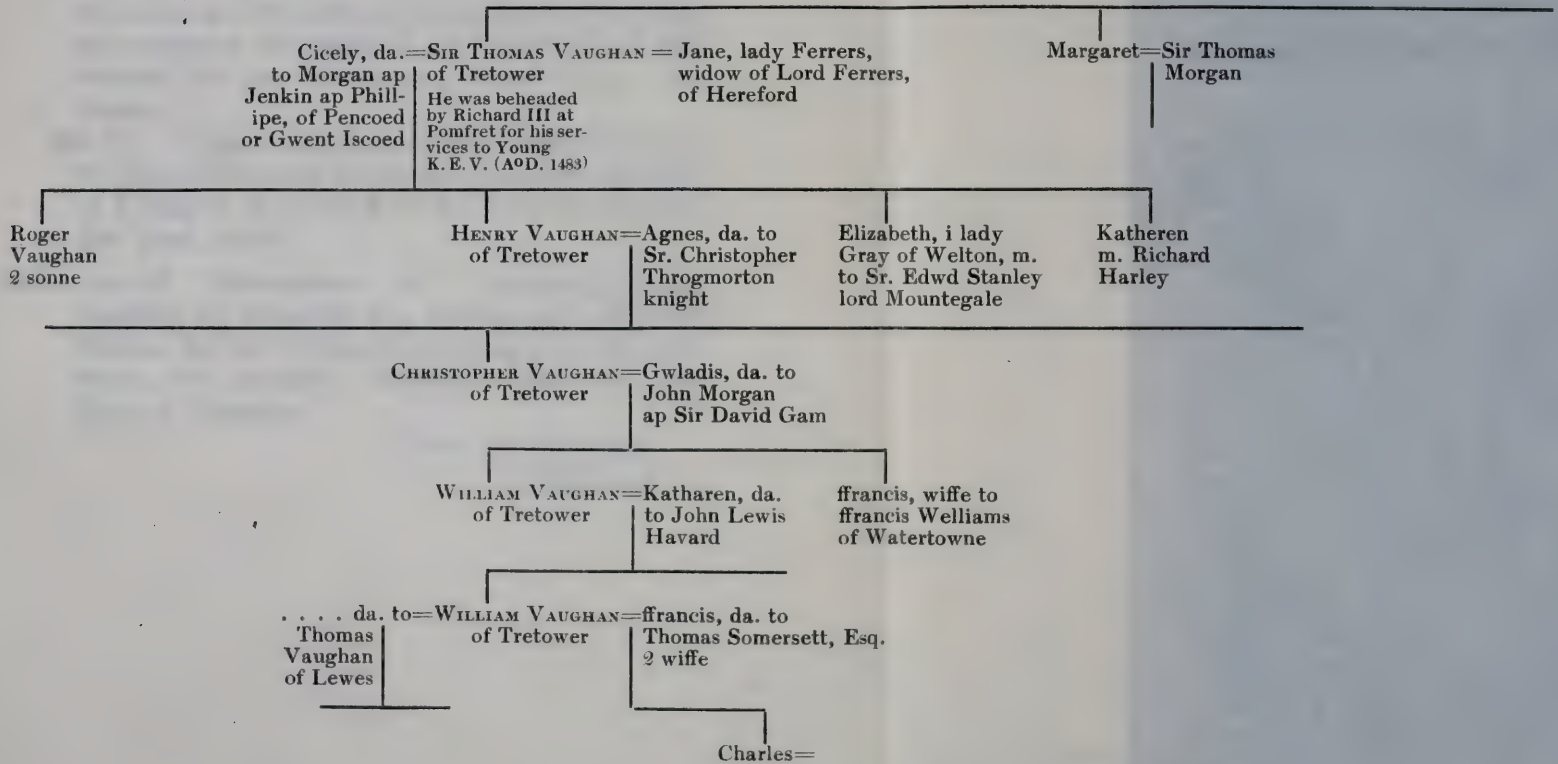 Cicely, da.=SIR THOMAS VAUGHAN = Jane, lady Ferrers,
to Morgan ap
Jenkin ap Phill-
ipe, of Pencoed
or Gwent Iscoed
of Tretower
He was beheaded
by Richard III at
Pomfret for his ser-
vices to Young
K. E. V. (AºD. 1483)
widow of Lord Ferrers,
of Hereford
Margaret=Sir Thomas
Morgan
Roger
Vaughan
2 sonne
HENRY VAUGHAN=Agnes, da. to
of Tretower
Sr. Christopher
Throgmorton
knight
Elizabeth, i lady
Gray of Welton, m.
to Sr. Edwd Stanley
lord Mountegale
Katheren
m. Richard
Harley
CHRISTOPHER VAUGHAN=Gwladis, da. to
of Tretower
John Morgan
ap Sir David Gam
WILLIAM VAUGHAN=Katharen, da.
of Tretower
to John Lewis
Havard
ffrancis, wiffe to
ffrancis Welliams
of Watertowne
. . . . da. to=WILLIAM VAUGHAN=ffrancis, da. to
Thomas
Vaughan
of Lewes
of Tretower
Thomas Somersett, Esq.
2 wiffe
Charles=